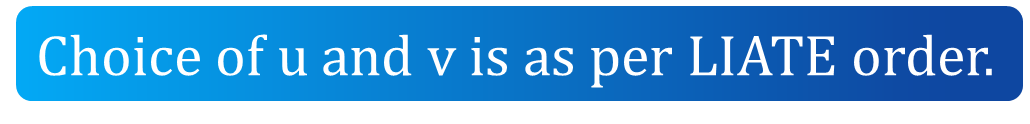 Choice of u and v is as per LIATE order.